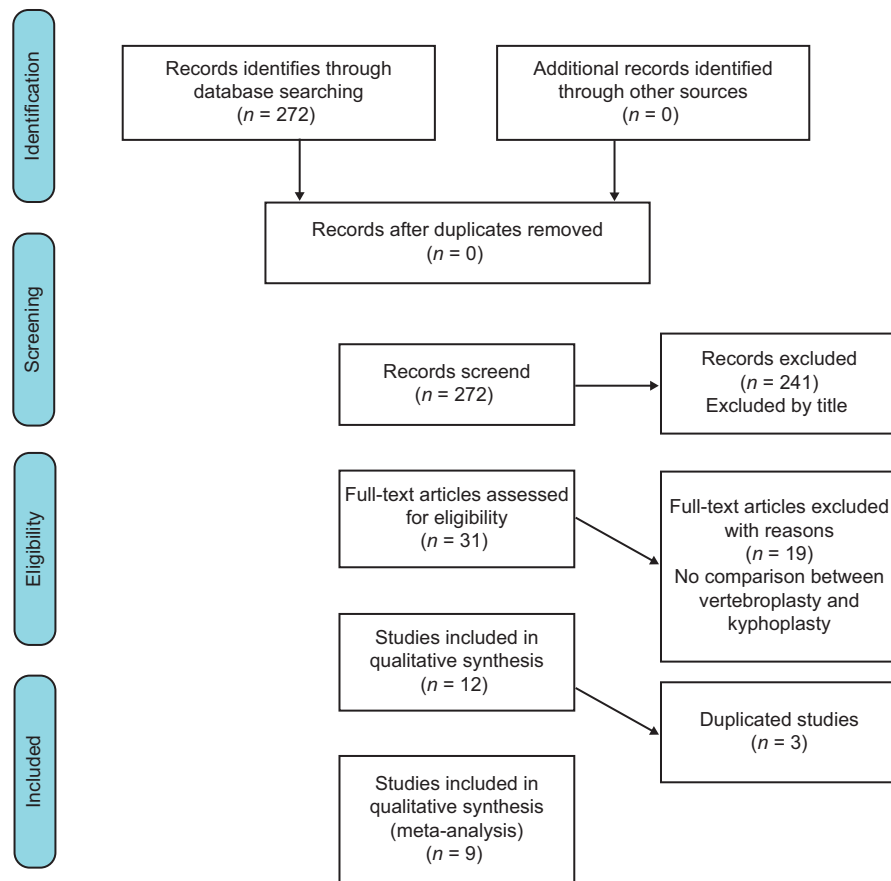 Identification
Records identifies through
database searching
(n = 272)
Additional records identified
through other sources
(n = 0)
Records after duplicates removed
(n = 0)
Screening
Records screend
(n = 272)
Records excluded
(n = 241)
Excluded by title
Eligibility
Full-text articles assessed
for eligibility
(n = 31)
Full-text articles excluded
with reasons
(n = 19)
No comparison between
vertebroplasty and
kyphoplasty
Studies included in
qualitative synthesis
(n = 12)
Included
Duplicated studies
(n = 3)
Studies included in
qualitative synthesis
(meta-analysis)
(n = 9)